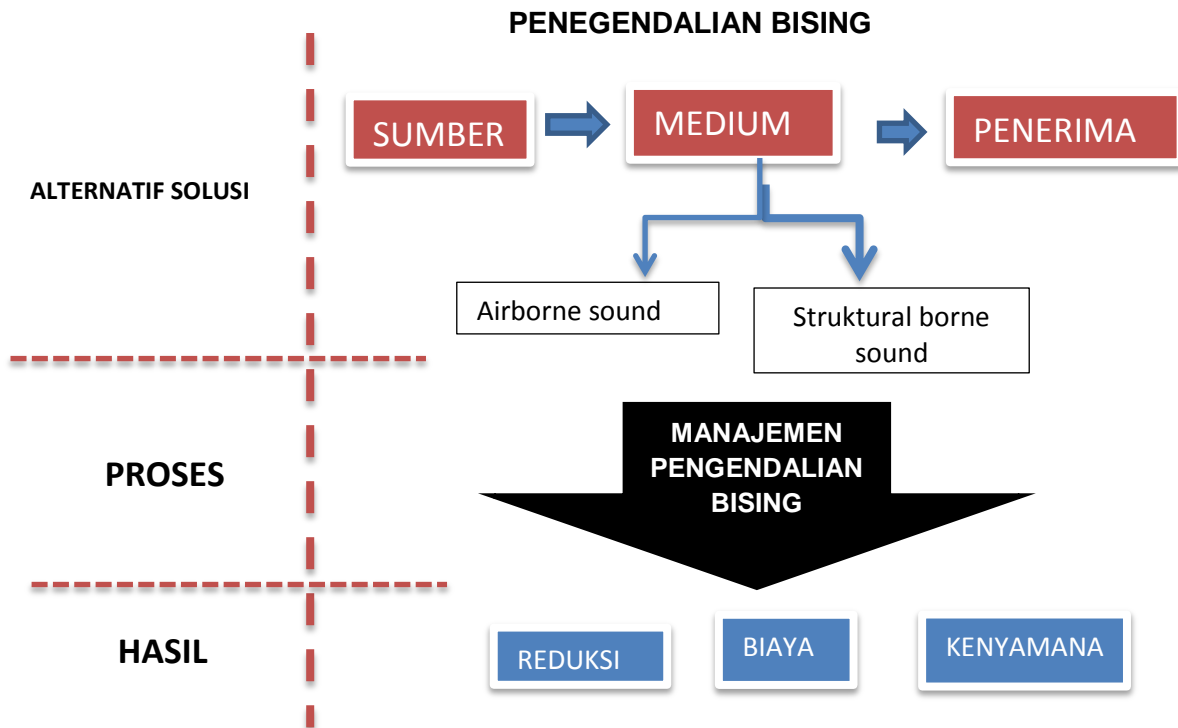 PENEGENDALIAN BISING
SUMBER
MEDIUM
PENERIMA
ALTERNATIF SOLUSI
Airborne sound
Struktural borne
sound
PROSES
MANAJEMEN
PENGENDALIAN
BISING
HASIL
REDUKSI
BIAYA
KENYAMANA